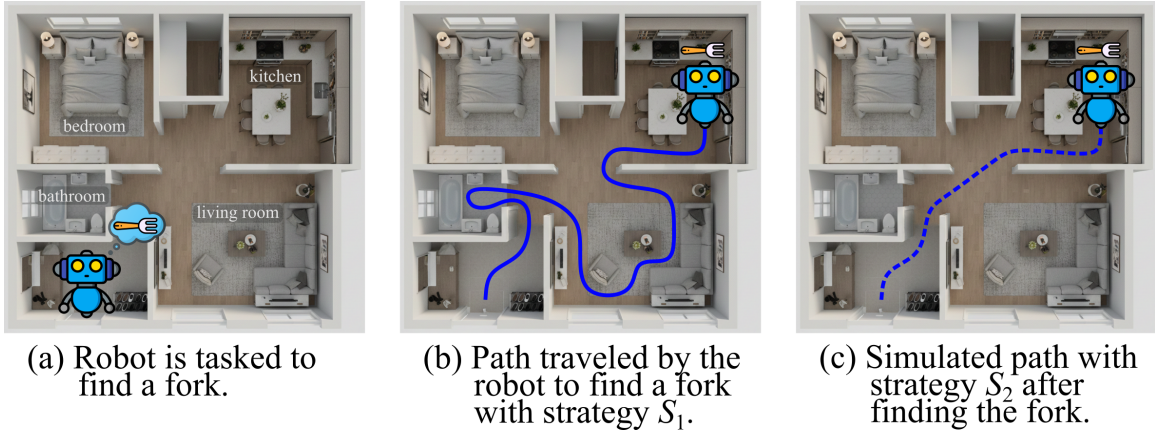 bedroom
kitchen
bathroom
living room
(a) Robot is tasked to
find a fork.
(b) Path traveled by the
robot to find a fork
with strategy S₁.
(c) Simulated path with
strategy S₂ after
finding the fork.